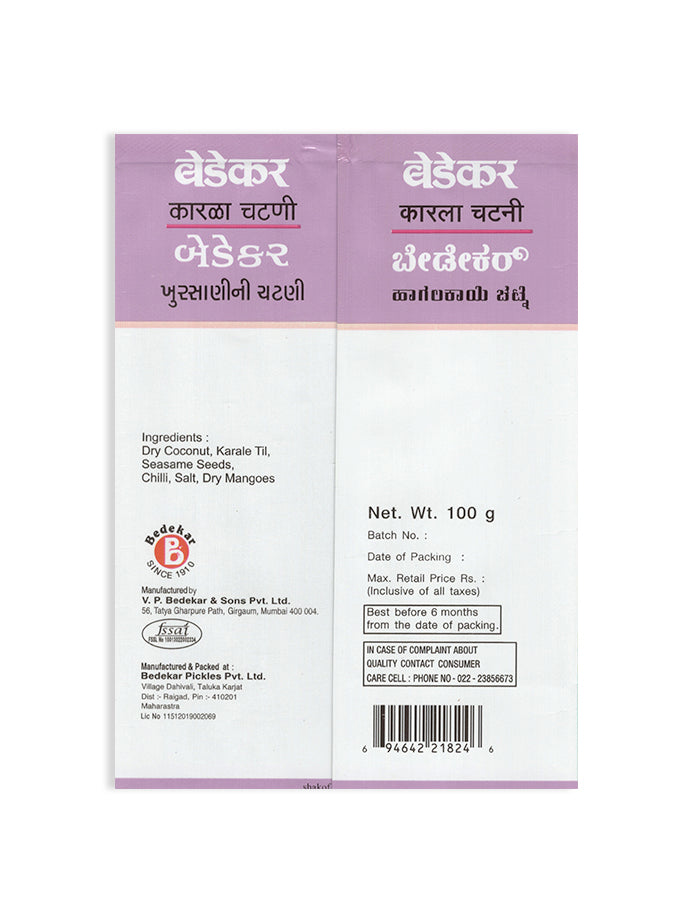 बेडेकर
कारळा चटणी
બેડેકર
ખુરસાણીની ચટણી
Ingredients :
Dry Coconut, Karale Til,
Seasame Seeds,
Chilli, Salt, Dry Mangoes
Bedekar
B
SINCE 1910
Manufactured by
V. P. Bedekar & Sons Pvt. Ltd.
56, Tatya Gharpure Path, Girgaum, Mumbai 400 004.
fssai
Manufactured & Packed at :
Bedekar Pickles Pvt. Ltd.
Village Dahivali, Taluka Karjat
Dist :- Raigad, Pin :- 410201
Maharastra
Lic No 11512019002069
बेडेकर
कारला चटनी
ಬೇಡೇಕರ್
ಹಾಗಲಕಾಯಿ ಚಟ್ನಿ
Net. Wt. 100 g
Batch No. :
Date of Packing :
Max. Retail Price Rs. :
(Inclusive of all taxes)
Best before 6 months
from the date of packing.
IN CASE OF COMPLAINT ABOUT
QUALITY CONTACT CONSUMER
CARE CELL : PHONE NO - 022 - 23856673
6 94642 21824 6